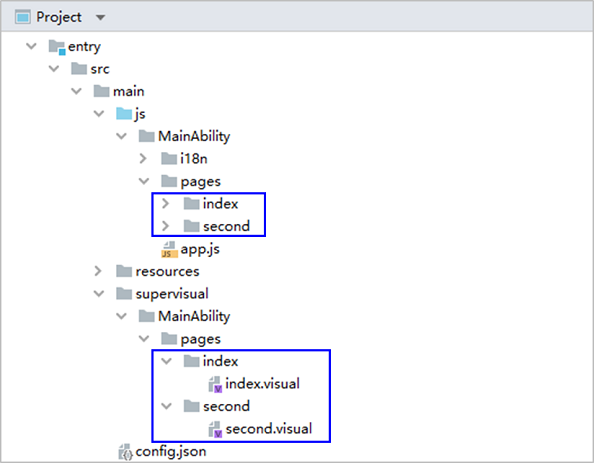 Project
entry
src
main
js
MainAbility
i18n
pages
index
second
JS app.js
resources
supervisual
MainAbility
pages
index
V index.visual
second
V second.visual
config.json